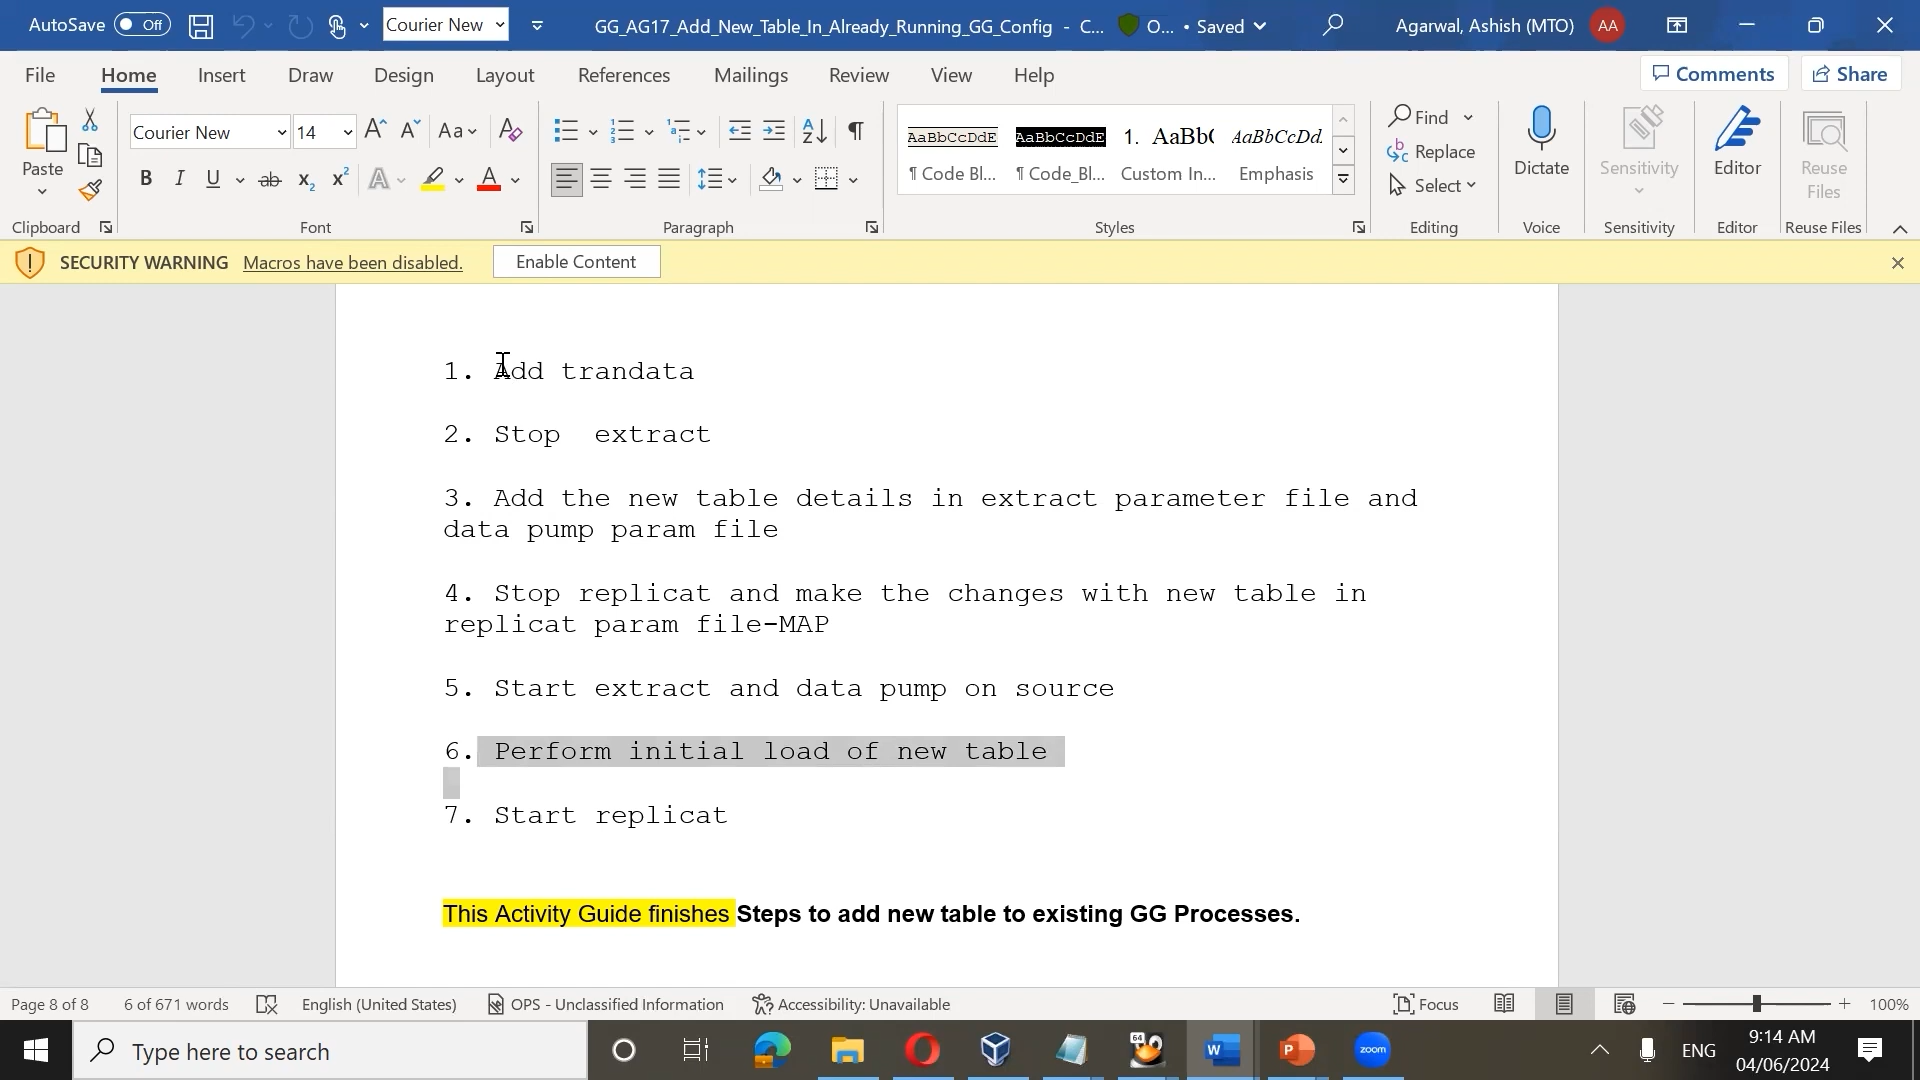 AutoSave Off Courier New GG_AG17_Add_New_Table_In_Already_Running_GG_Config - C... O... • Saved Agarwal, Ashish (MTO) AA
File Home Insert Draw Design Layout References Mailings Review View Help Comments Share
Paste
Courier New 14 Aa
AaBbCcDdE AaBbCcDdE 1. AaBb( AaBbCcDd.
¶ Code Bl... ¶ Code_Bl... Custom In... Emphasis
Find
Replace
Select
Dictate
Sensitivity
Editor
Reuse
Files
Clipboard Font Paragraph Styles Editing Voice Sensitivity Editor Reuse Files
SECURITY WARNING Macros have been disabled. Enable Content
1. Add trandata
2. Stop  extract
3. Add the new table details in extract parameter file and
data pump param file
4. Stop replicat and make the changes with new table in
replicat param file-MAP
5. Start extract and data pump on source
6. Perform initial load of new table
7. Start replicat
This Activity Guide finishes Steps to add new table to existing GG Processes.
Page 8 of 8 6 of 671 words English (United States) OPS - Unclassified Information Accessibility: Unavailable Focus 100%
Type here to search zoom ENG 9:14 AM
04/06/2024